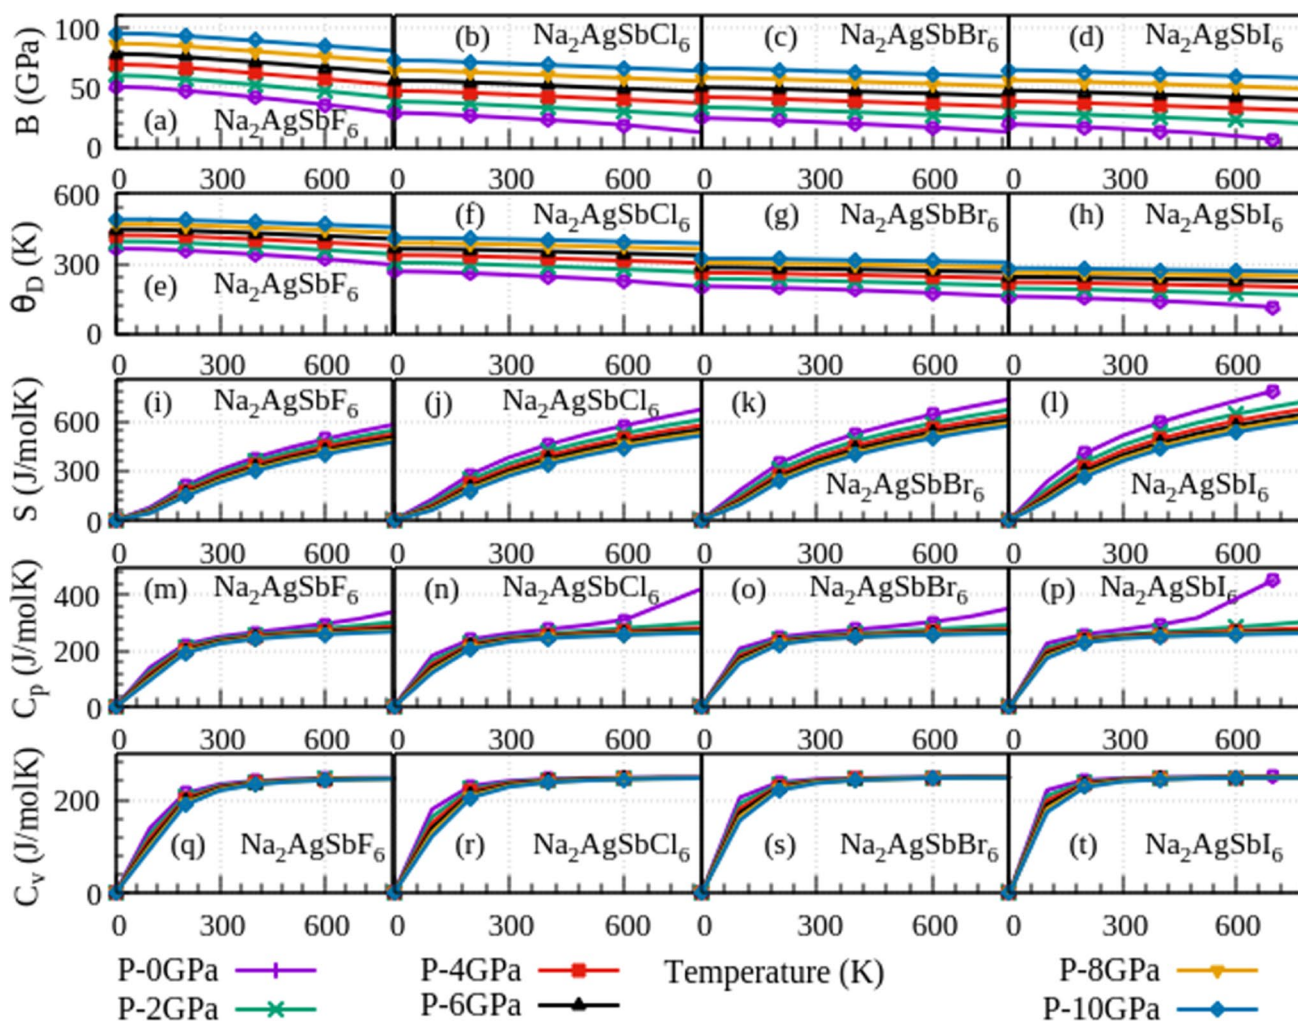 B (GPa)
100
50
0
(a) Na₂AgSbF₆
(b) Na₂AgSbCl₆
(c) Na₂AgSbBr₆
(d) Na₂AgSbI₆
0 300 600 0 300 600 0 300 600 0 300 600
θD (K)
600
300
0
(e) Na₂AgSbF₆
(f) Na₂AgSbCl₆
(g) Na₂AgSbBr₆
(h) Na₂AgSbI₆
0 300 600 0 300 600 0 300 600 0 300 600
S (J/molK)
600
300
0
(i) Na₂AgSbF₆
(j) Na₂AgSbCl₆
(k) Na₂AgSbBr₆
(l) Na₂AgSbI₆
0 300 600 0 300 600 0 300 600 0 300 600
Cp (J/molK)
400
200
0
(m) Na₂AgSbF₆
(n) Na₂AgSbCl₆
(o) Na₂AgSbBr₆
(p) Na₂AgSbI₆
0 300 600 0 300 600 0 300 600 0 300 600
Cv (J/molK)
200
0
(q) Na₂AgSbF₆
(r) Na₂AgSbCl₆
(s) Na₂AgSbBr₆
(t) Na₂AgSbI₆
0 300 600 0 300 600 0 300 600 0 300 600
P-0GPa P-4GPa Temperature (K) P-8GPa
P-2GPa P-6GPa P-10GPa